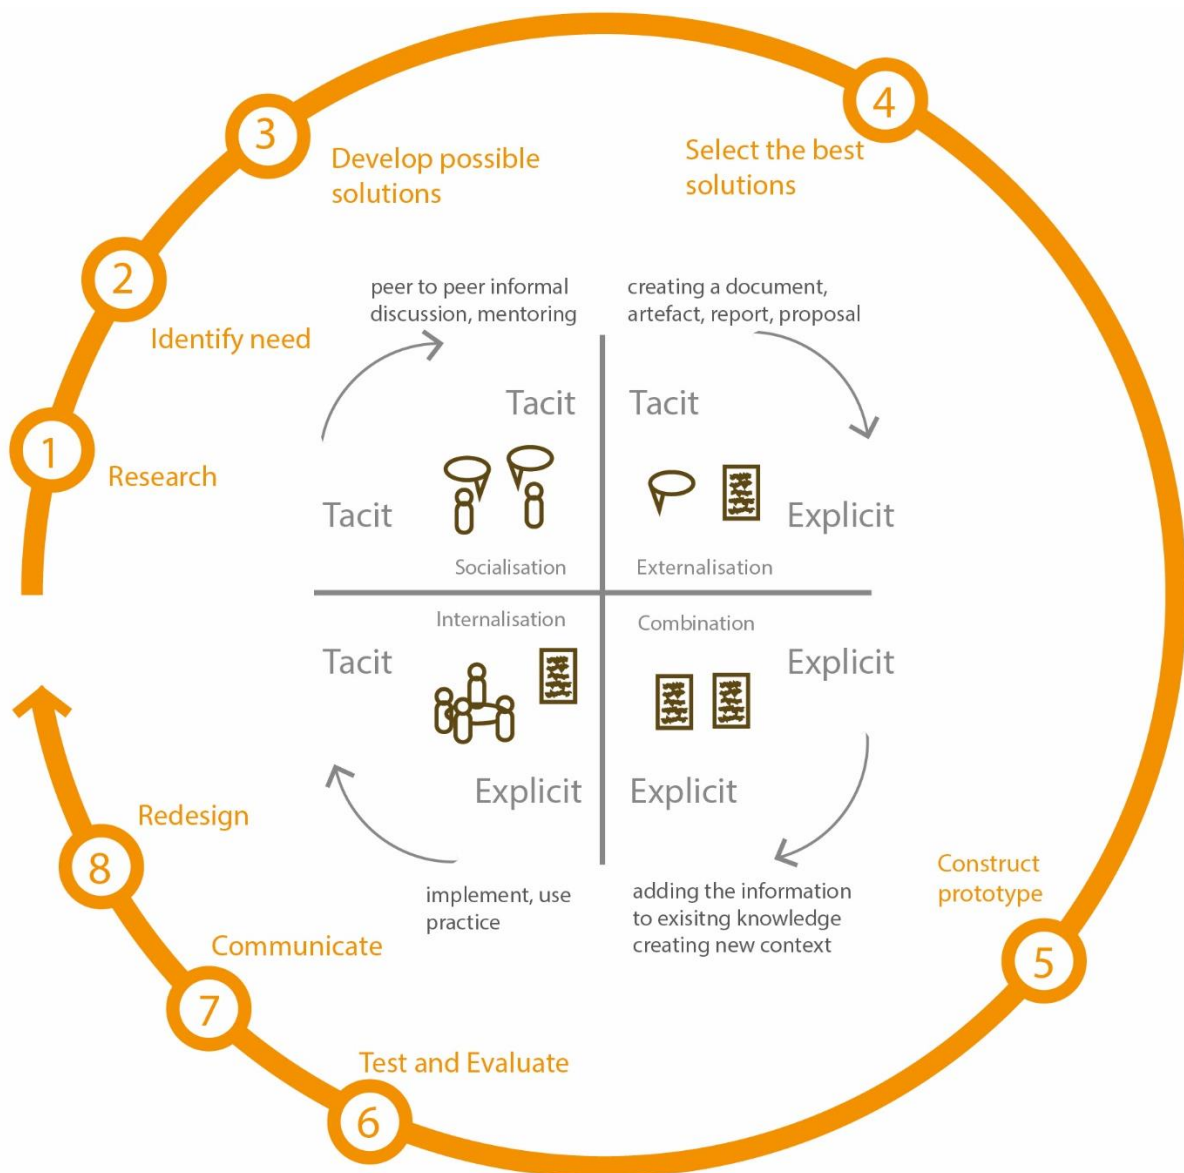 3
4
Develop possible
solutions
Select the best
solutions
2
Identify need
peer to peer informal
discussion, mentoring
creating a document,
artefact, report, proposal
1
Research
Tacit
Tacit
Tacit
Explicit
Socialisation
Externalisation
Internalisation
Combination
Tacit
Explicit
Explicit
Explicit
Redesign
8
implement, use
practice
adding the information
to exisitng knowledge
creating new context
Construct
prototype
5
Communicate
7
Test and Evaluate
6